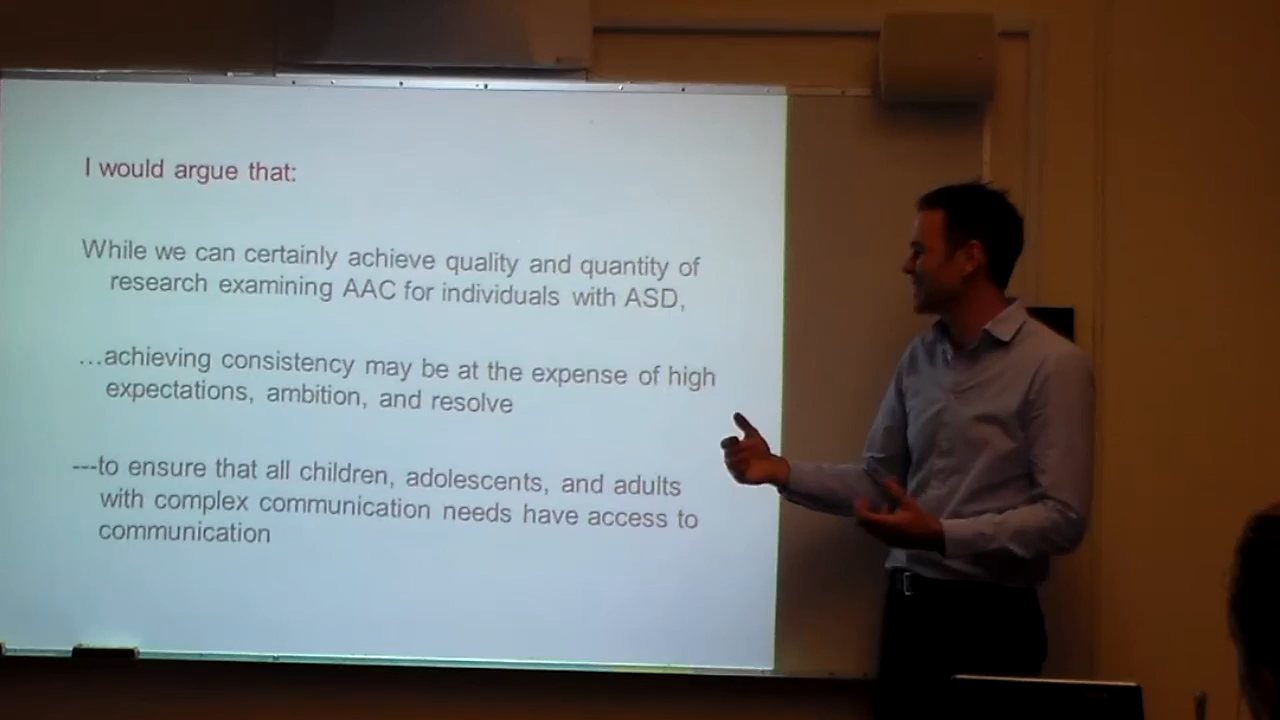 I would argue that:
While we can certainly achieve quality and quantity of
research examining AAC for individuals with ASD,
...achieving consistency may be at the expense of high
expectations, ambition, and resolve
---to ensure that all children, adolescents, and adults
with complex communication needs have access to
communication